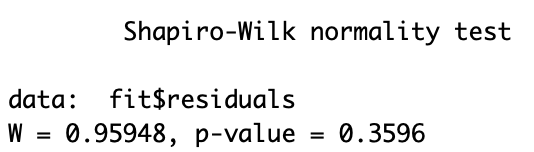 Shapiro-Wilk normality test
data:  fit$residuals
W = 0.95948, p-value = 0.3596